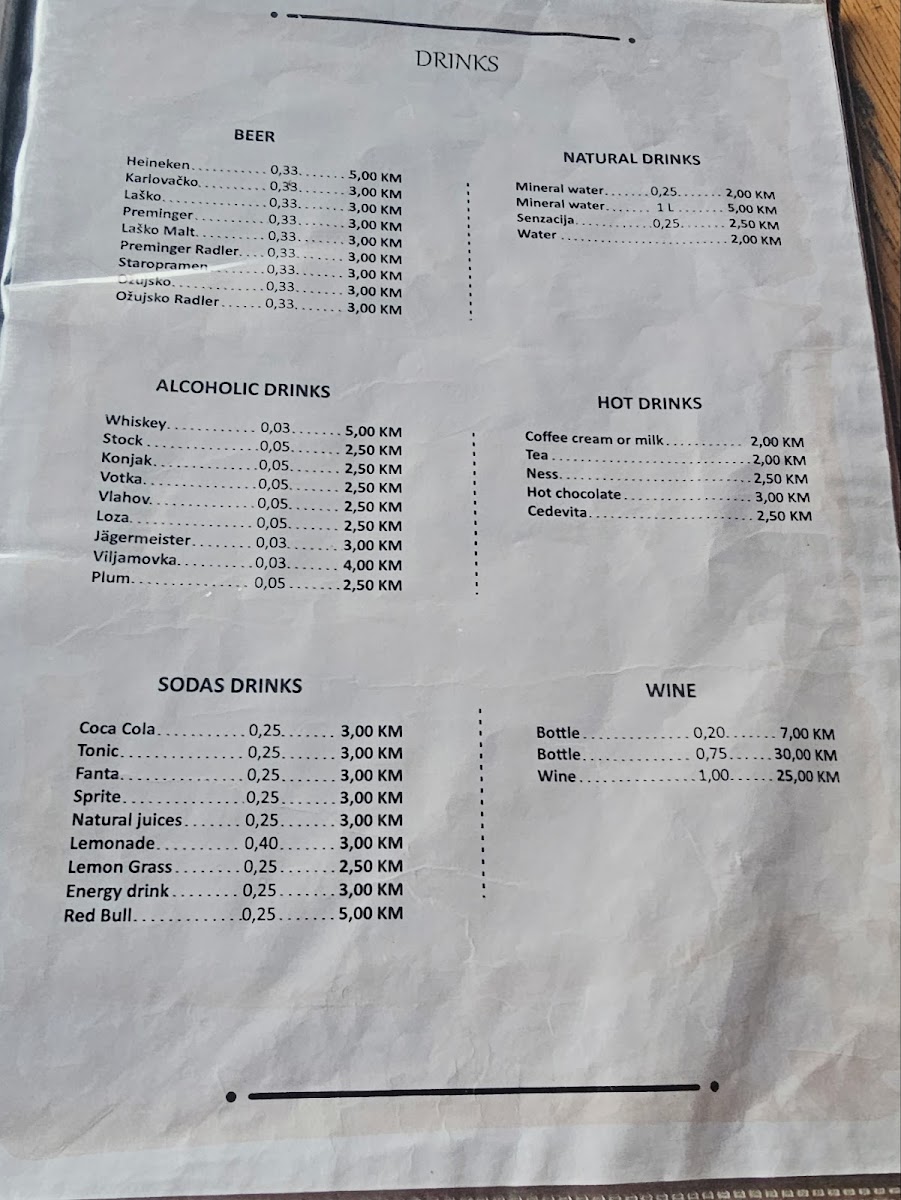 DRINKS
BEER
Heineken........... 0,33....... 5,00 KM
Karlovačko.......... 0,33....... 3,00 KM
Laško................ 0,33....... 3,00 KM
Preminger........... 0,33....... 3,00 KM
Laško Malt.......... 0,33....... 3,00 KM
Preminger Radler.... 0,33....... 3,00 KM
Staropramen......... 0,33....... 3,00 KM
Ožujsko............. 0,33....... 3,00 KM
Ožujsko Radler...... 0,33....... 3,00 KM
NATURAL DRINKS
Mineral water....... 0,25....... 2,00 KM
Mineral water....... 1 L....... 5,00 KM
Senzacija............ 0,25....... 2,50 KM
Water ......................... 2,00 KM
ALCOHOLIC DRINKS
Whiskey............. 0,03....... 5,00 KM
Stock ............... 0,05....... 2,50 KM
Konjak.............. 0,05....... 2,50 KM
Votka............... 0,05....... 2,50 KM
Vlahov.............. 0,05....... 2,50 KM
Loza................ 0,05....... 2,50 KM
Jägermeister........ 0,03....... 3,00 KM
Viljamovka.......... 0,03....... 4,00 KM
Plum................ 0,05....... 2,50 KM
HOT DRINKS
Coffee cream or milk............ 2,00 KM
Tea ............................ 2,00 KM
Ness............................ 2,50 KM
Hot chocolate................... 3,00 KM
Cedevita........................ 2,50 KM
SODAS DRINKS
Coca Cola............ 0,25....... 3,00 KM
Tonic................ 0,25....... 3,00 KM
Fanta................ 0,25....... 3,00 KM
Sprite............... 0,25....... 3,00 KM
Natural juices....... 0,25....... 3,00 KM
Lemonade............. 0,40....... 3,00 KM
Lemon Grass.......... 0,25....... 2,50 KM
Energy drink......... 0,25....... 3,00 KM
Red Bull............. 0,25....... 5,00 KM
WINE
Bottle............... 0,20....... 7,00 KM
Bottle............... 0,75...... 30,00 KM
Wine ................ 1,00...... 25,00 KM